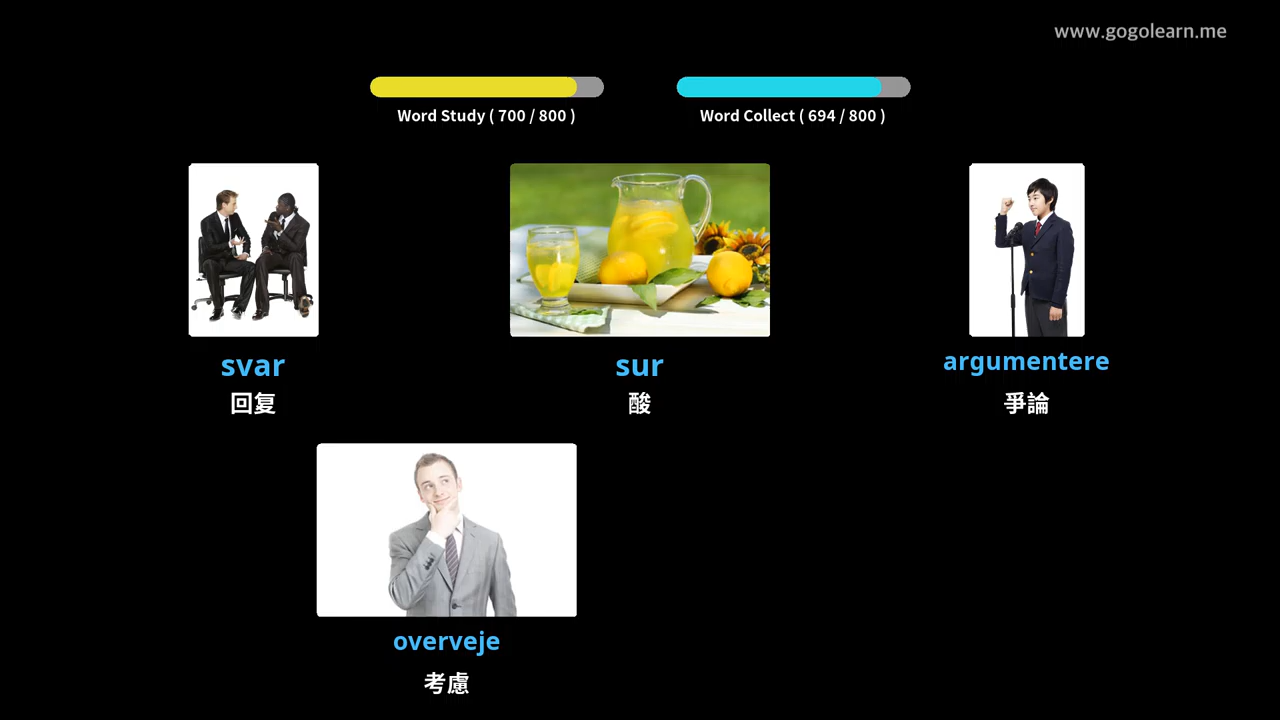 www.gogolearn.me
Word Study ( 700 / 800 )
Word Collect ( 694 / 800 )
svar
回复
sur
酸
argumentere
爭論
overveje
考慮